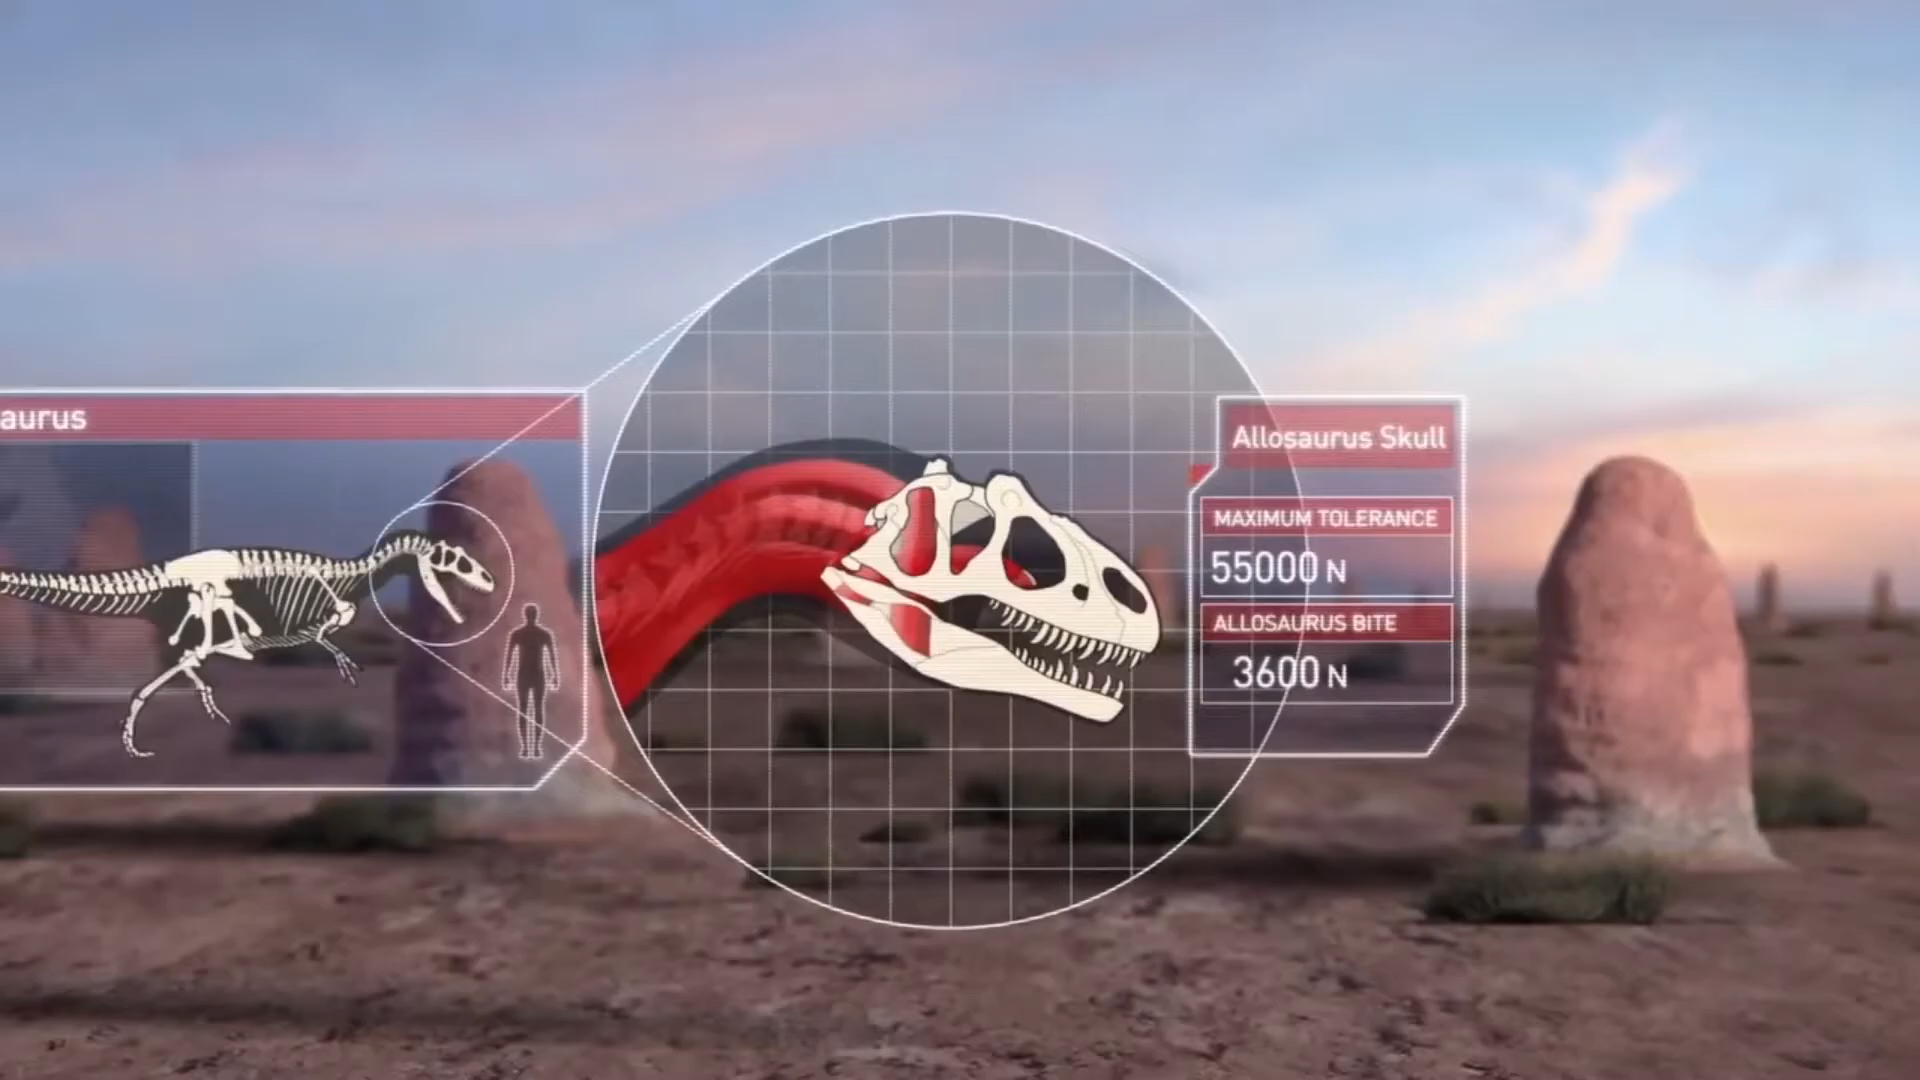 aurus
Allosaurus Skull
MAXIMUM TOLERANCE
55000 N
ALLOSAURUS BITE
3600 N